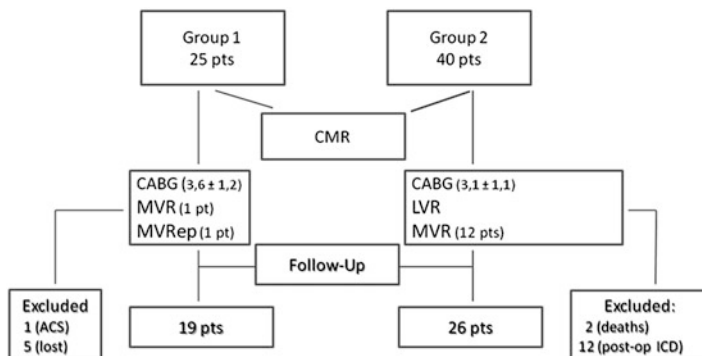 Group 1
25 pts
Group 2
40 pts
CMR
CABG (3,6 ± 1,2)
MVR (1 pt)
MVRep (1 pt)
CABG (3,1 ± 1,1)
LVR
MVR (12 pts)
Follow-Up
Excluded
1 (ACS)
5 (lost)
19 pts
26 pts
Excluded:
2 (deaths)
12 (post-op ICD)